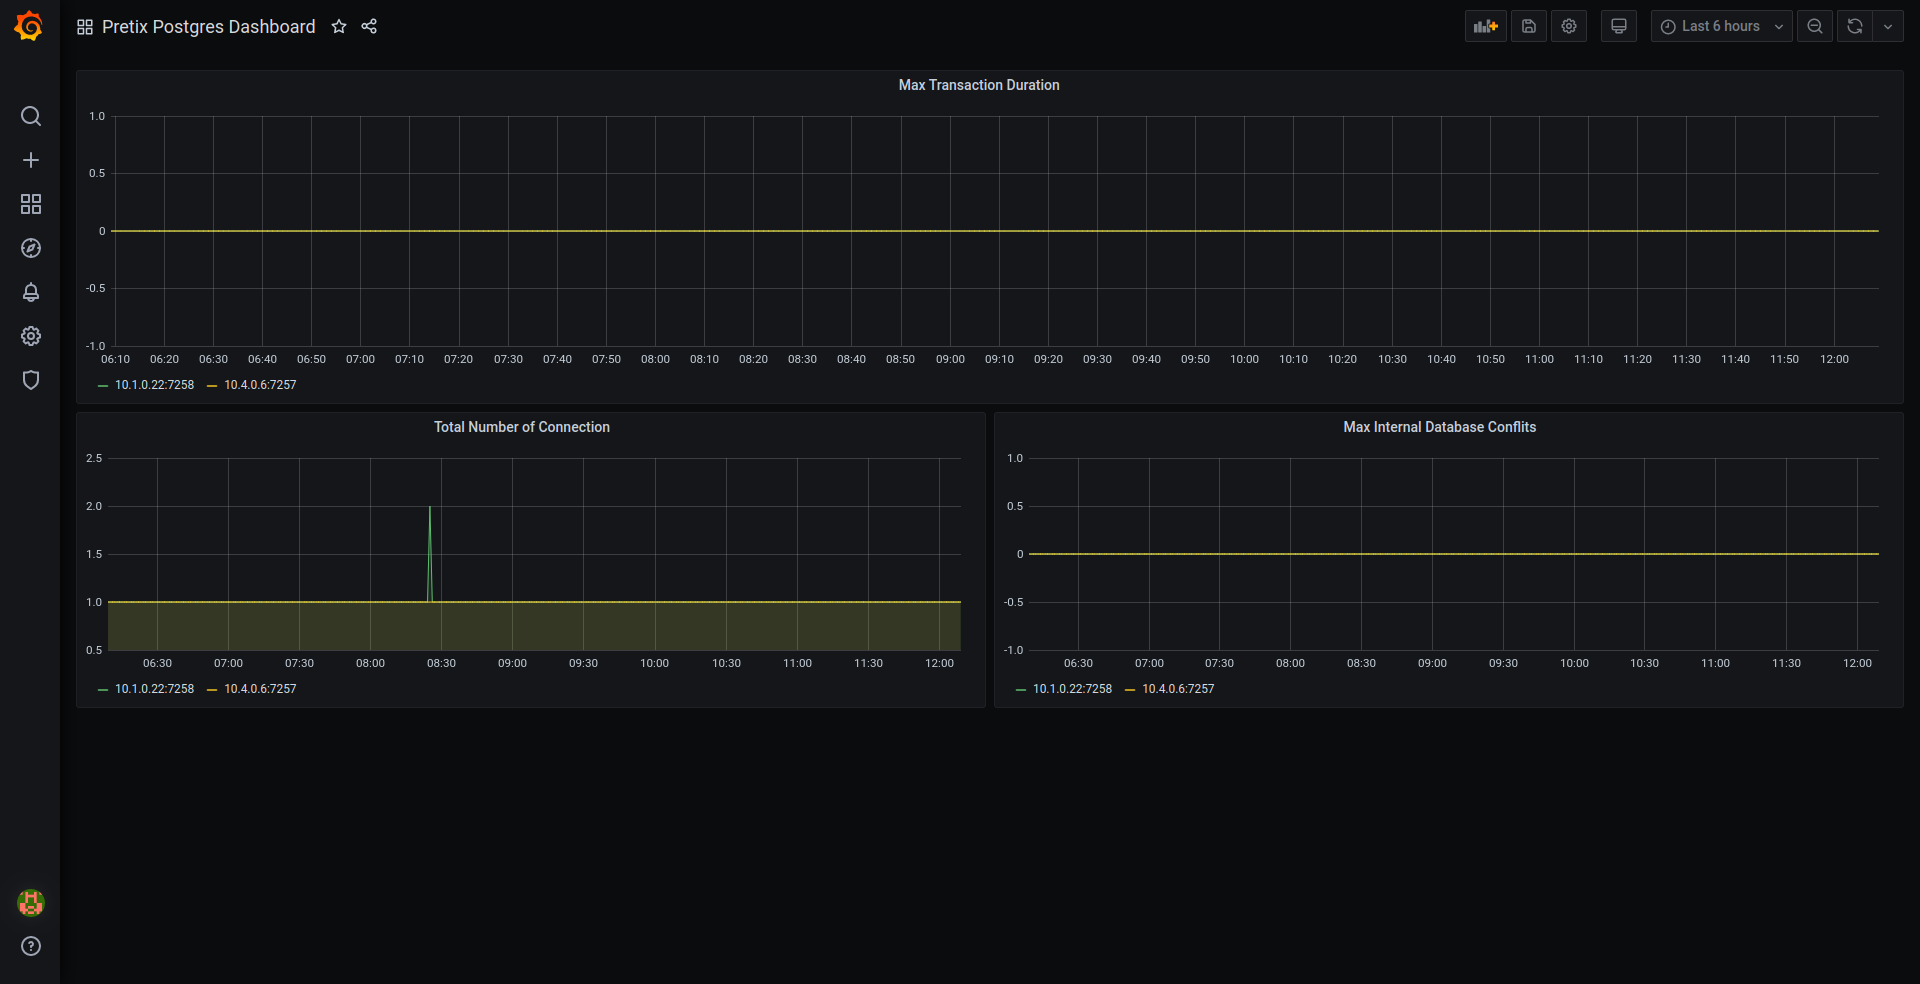 Pretix Postgres Dashboard
Last 6 hours
Max Transaction Duration
1.0
0.5
0
-0.5
-1.0
06:10 06:20 06:30 06:40 06:50 07:00 07:10 07:20 07:30 07:40 07:50 08:00 08:10 08:20 08:30 08:40 08:50 09:00 09:10 09:20 09:30 09:40 09:50 10:00 10:10 10:20 10:30 10:40 10:50 11:00 11:10 11:20 11:30 11:40 11:50 12:00
10.1.0.22:7258 10.4.0.6:7257
Total Number of Connection
2.5
2.0
1.5
1.0
0.5
06:30 07:00 07:30 08:00 08:30 09:00 09:30 10:00 10:30 11:00 11:30 12:00
10.1.0.22:7258 10.4.0.6:7257
Max Internal Database Conflits
1.0
0.5
0
-0.5
-1.0
06:30 07:00 07:30 08:00 08:30 09:00 09:30 10:00 10:30 11:00 11:30 12:00
10.1.0.22:7258 10.4.0.6:7257